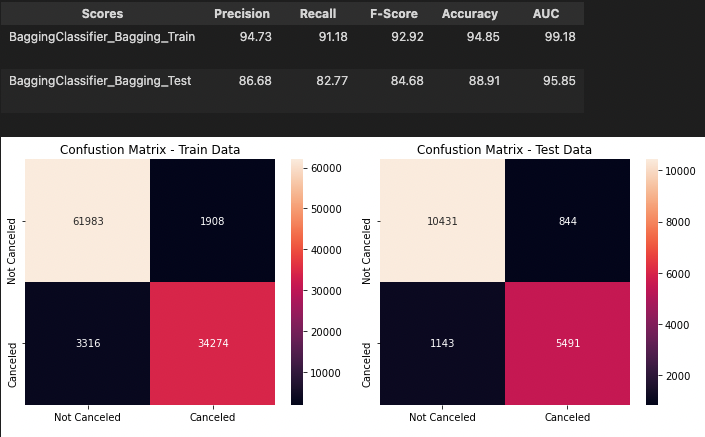 Scores Precision Recall F-Score Accuracy AUC
BaggingClassifier_Bagging_Train 94.73 91.18 92.92 94.85 99.18
BaggingClassifier_Bagging_Test 86.68 82.77 84.68 88.91 95.85
Confustion Matrix - Train Data
Not Canceled
Canceled
61983 1908
3316 34274
Not Canceled Canceled
60000
50000
40000
30000
20000
10000
Confustion Matrix - Test Data
Not Canceled
Canceled
10431 844
1143 5491
Not Canceled Canceled
10000
8000
6000
4000
2000